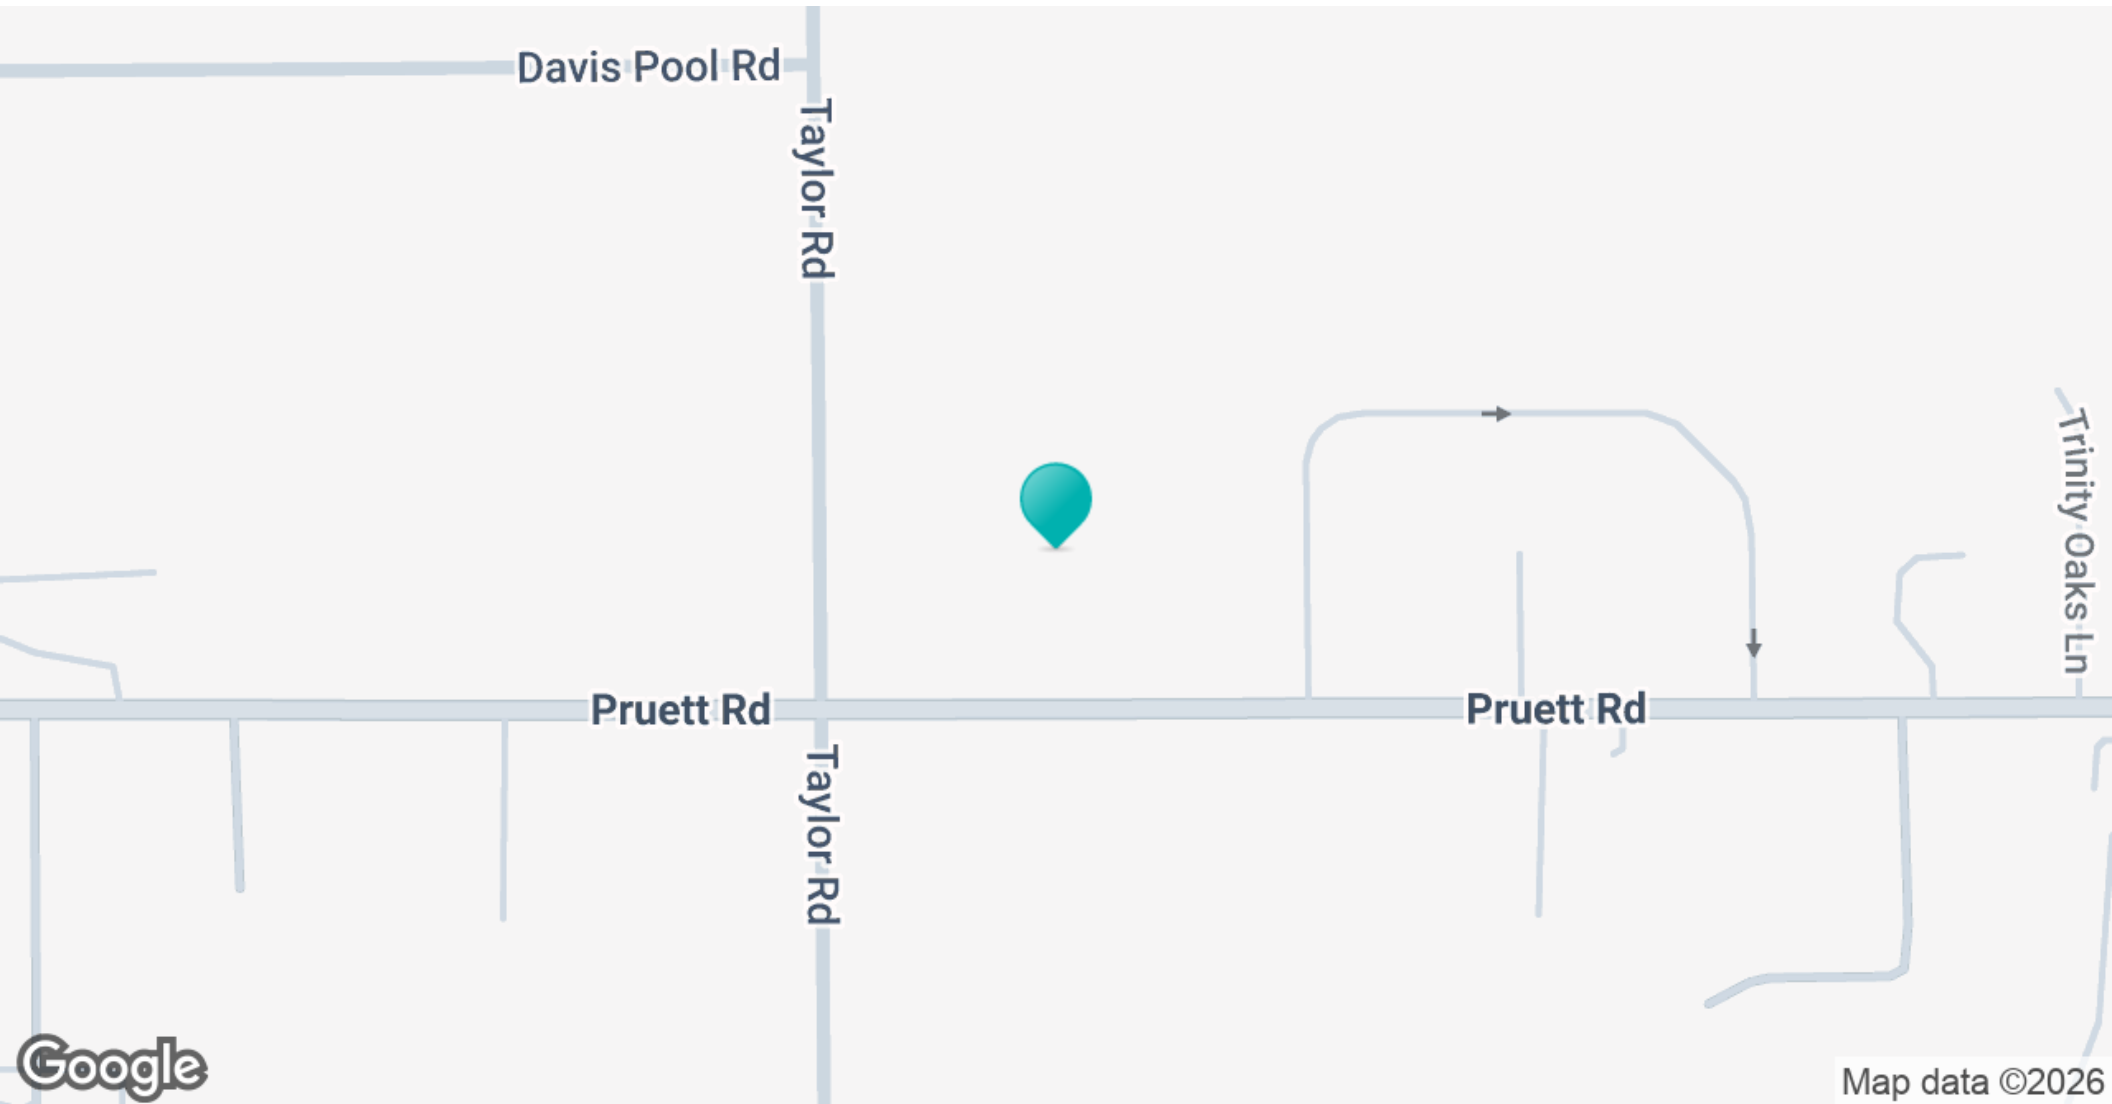 Davis Pool Rd
Taylor Rd
Trinity Oaks Ln
Pruett Rd
Pruett Rd
Taylor Rd
Google
Map data ©2026